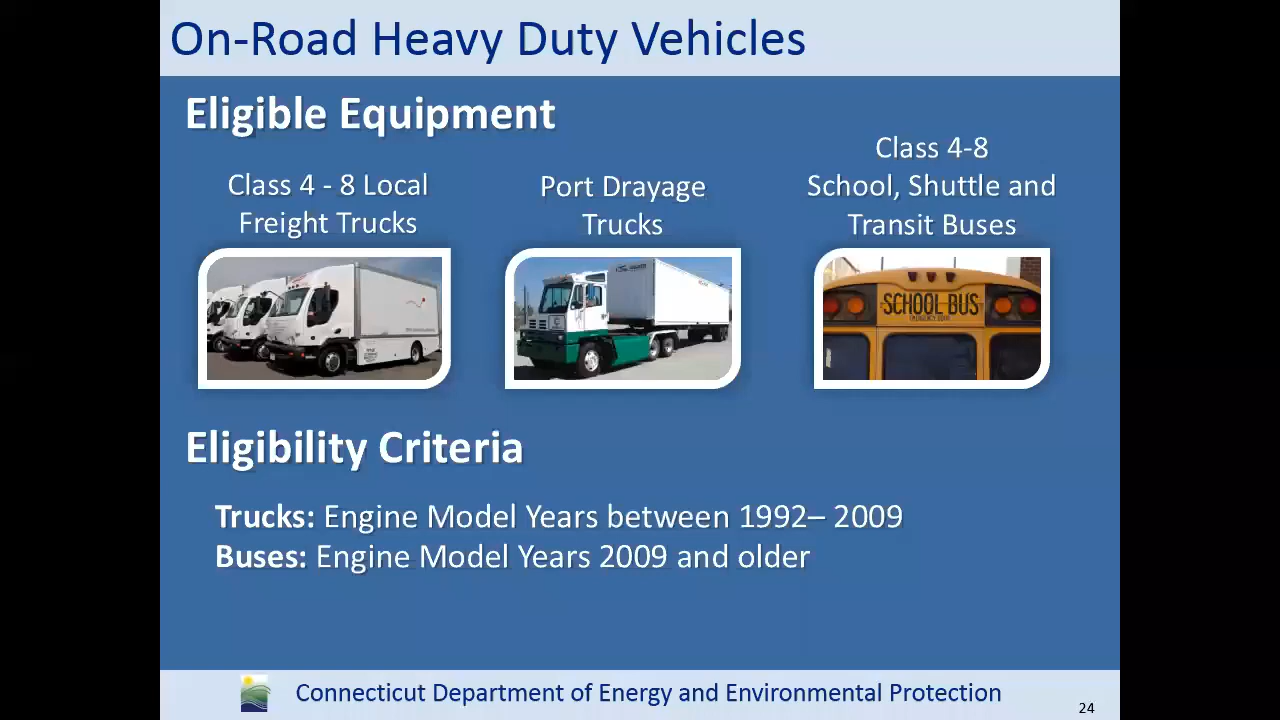 On-Road Heavy Duty Vehicles
Eligible Equipment
Class 4 - 8 Local
Freight Trucks
Port Drayage
Trucks
Class 4-8
School, Shuttle and
Transit Buses
SCHOOL BUS
Eligibility Criteria
Trucks: Engine Model Years between 1992– 2009
Buses: Engine Model Years 2009 and older
Connecticut Department of Energy and Environmental Protection
24